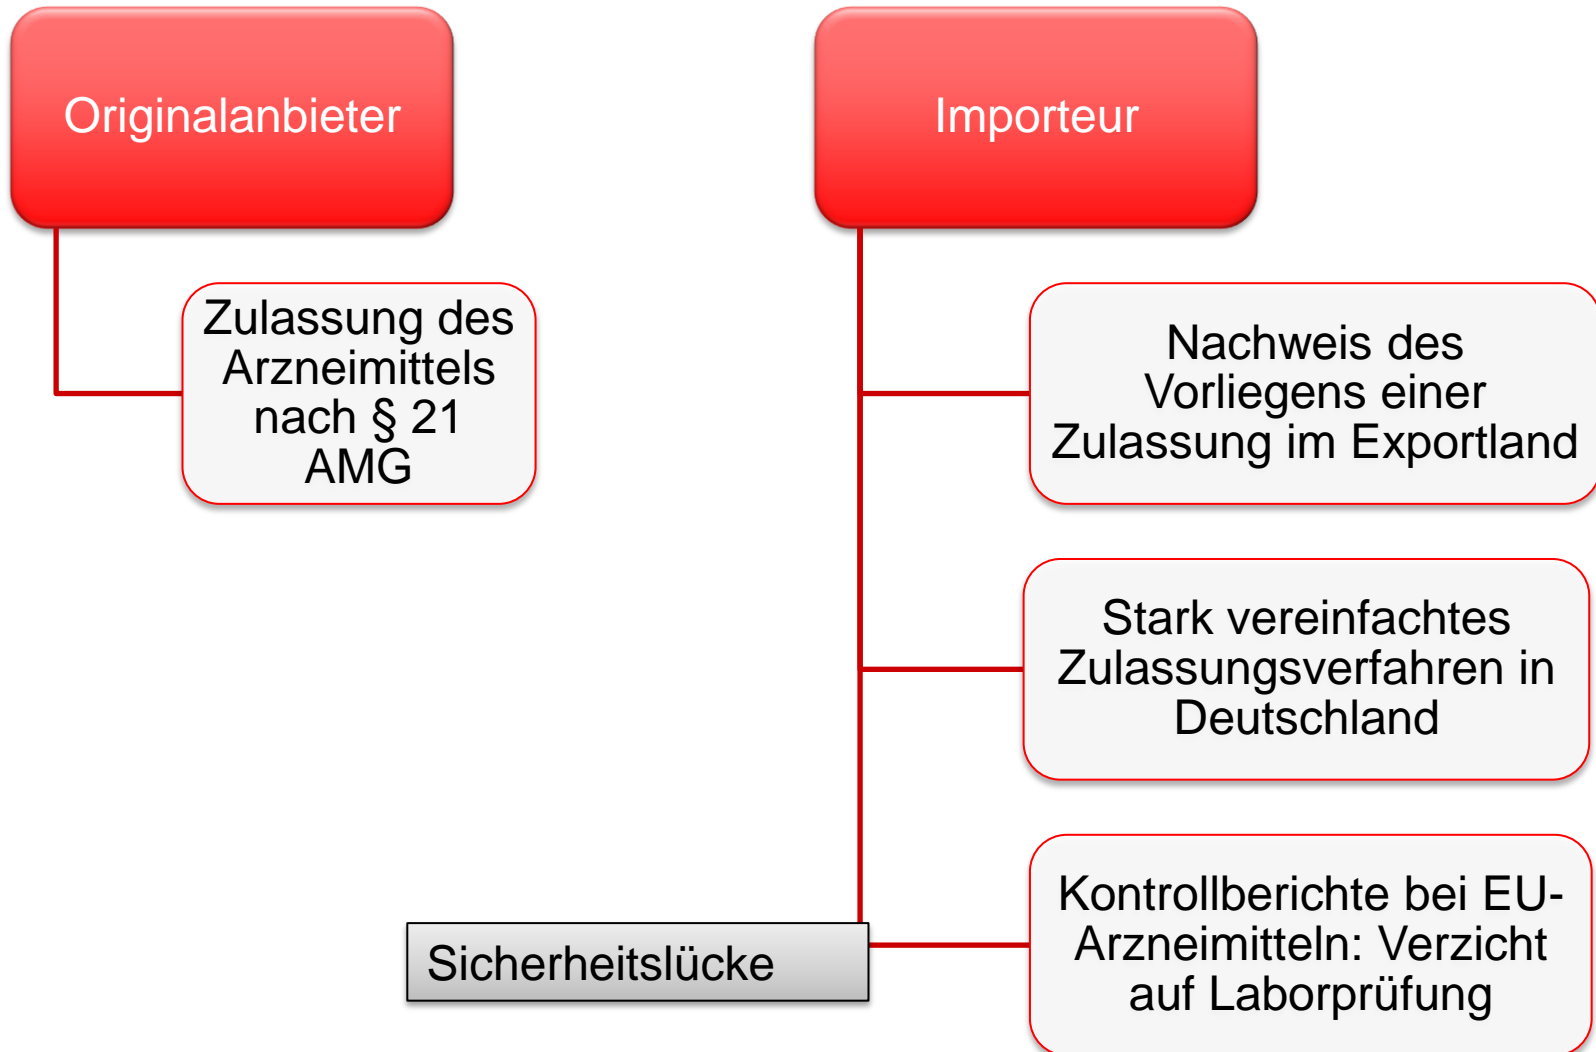 Originalanbieter
Zulassung des
Arzneimittels
nach § 21
AMG
Importeur
Nachweis des
Vorliegens einer
Zulassung im Exportland
Stark vereinfachtes
Zulassungsverfahren in
Deutschland
Kontrollberichte bei EU-
Arzneimitteln: Verzicht
auf Laborprüfung
Sicherheitslücke